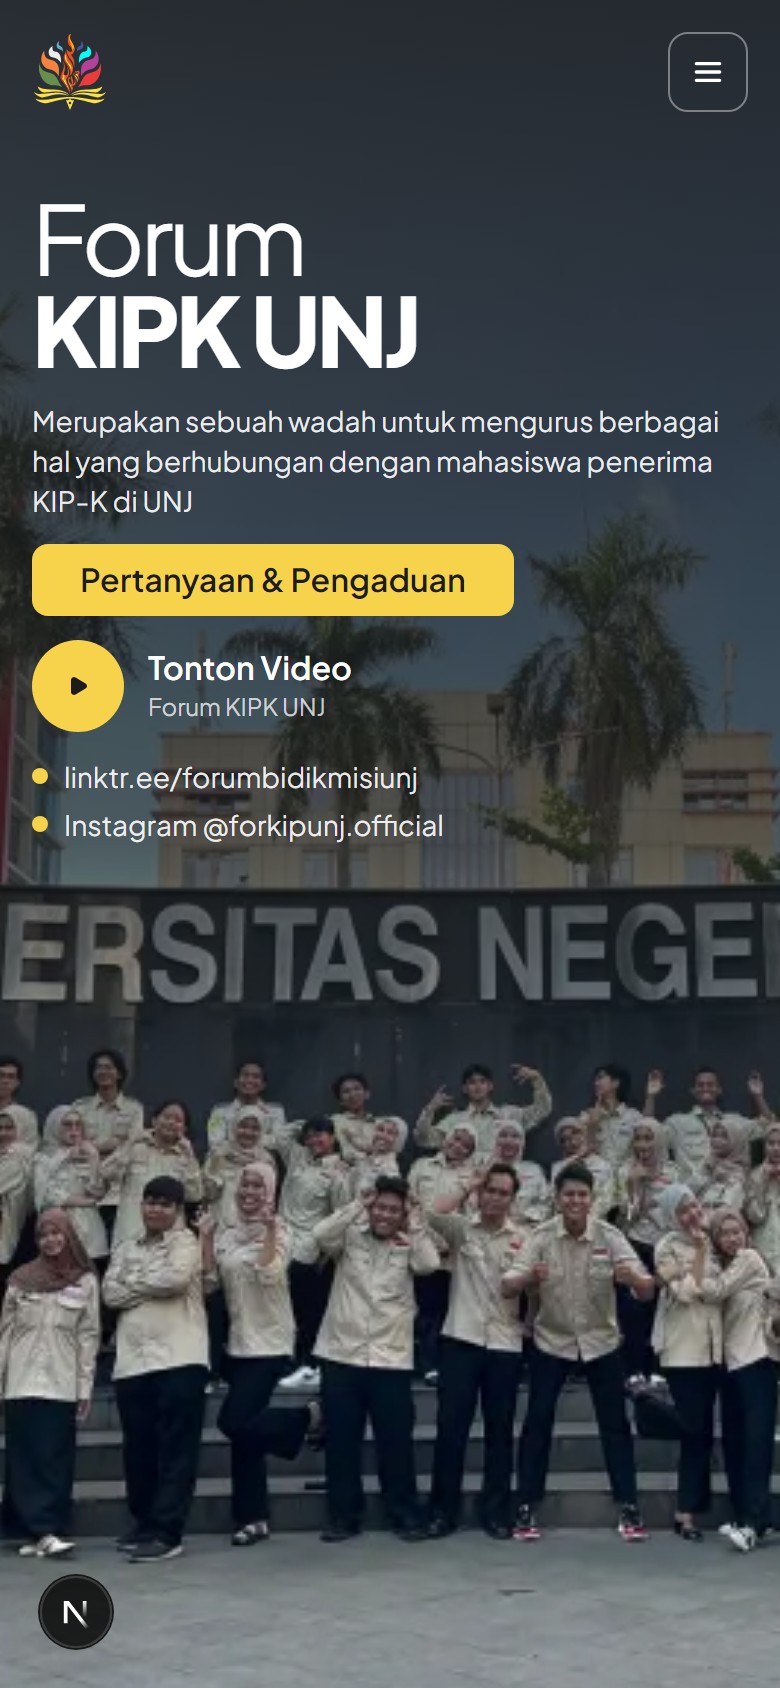 Forum
KIPK UNJ
Merupakan sebuah wadah untuk mengurus berbagai
hal yang berhubungan dengan mahasiswa penerima
KIP-K di UNJ
Pertanyaan & Pengaduan
Tonton Video
Forum KIPK UNJ
linktr.ee/forumbidikmisiunj
Instagram @forkipunj.official
ERSITAS NEGE
N